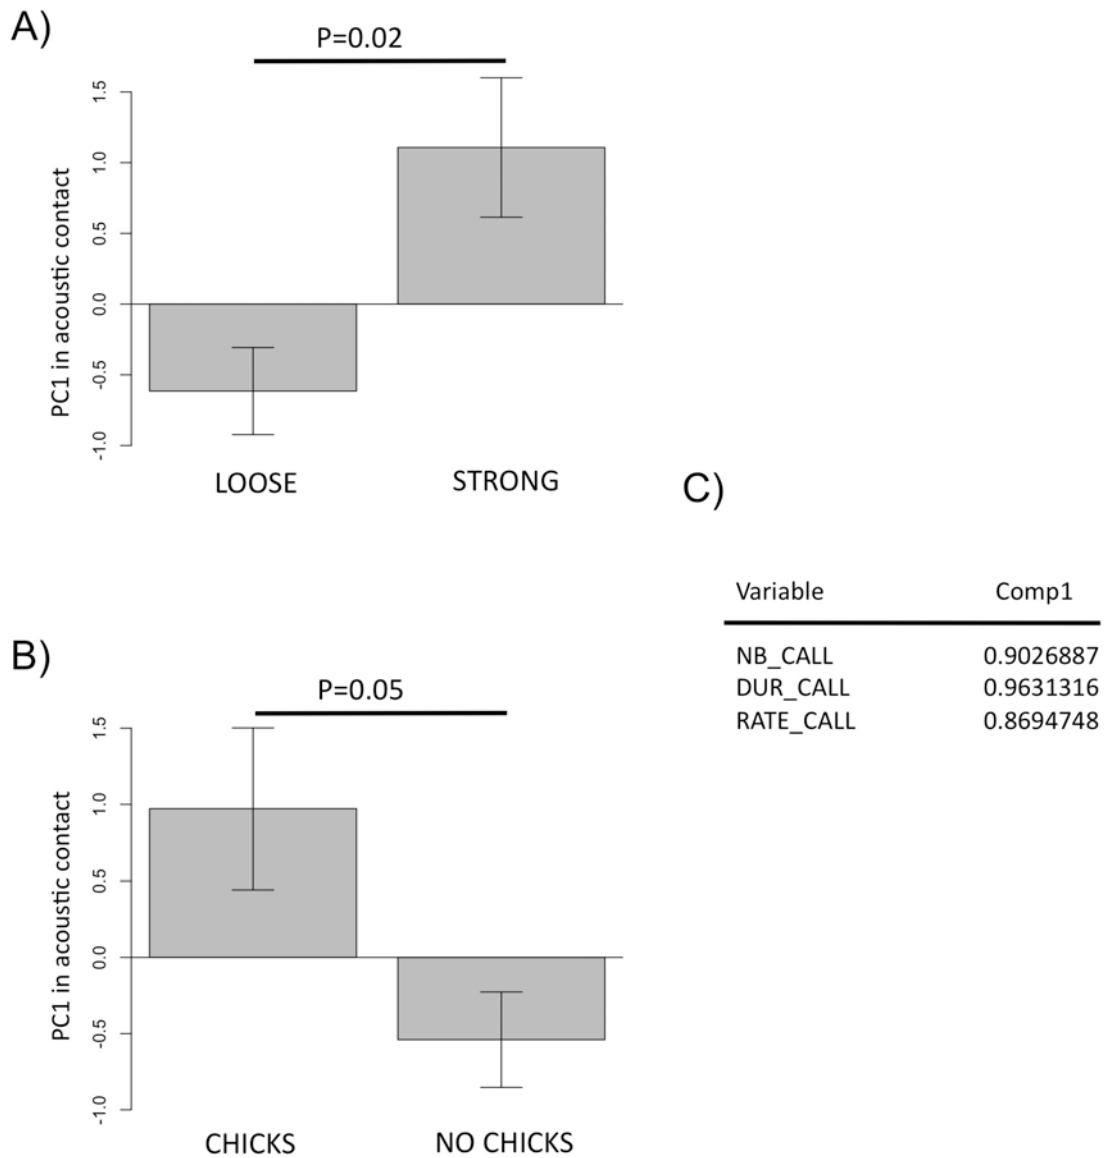 A)
P=0.02
PC1 in acoustic contact
1.5
1.0
0.5
0.0
-0.5
-1.0
LOOSE STRONG
B)
P=0.05
PC1 in acoustic contact
1.5
1.0
0.5
0.0
-0.5
-1.0
CHICKS NO CHICKS
C)
Variable Comp1
NB_CALL 0.9026887
DUR_CALL 0.9631316
RATE_CALL 0.8694748